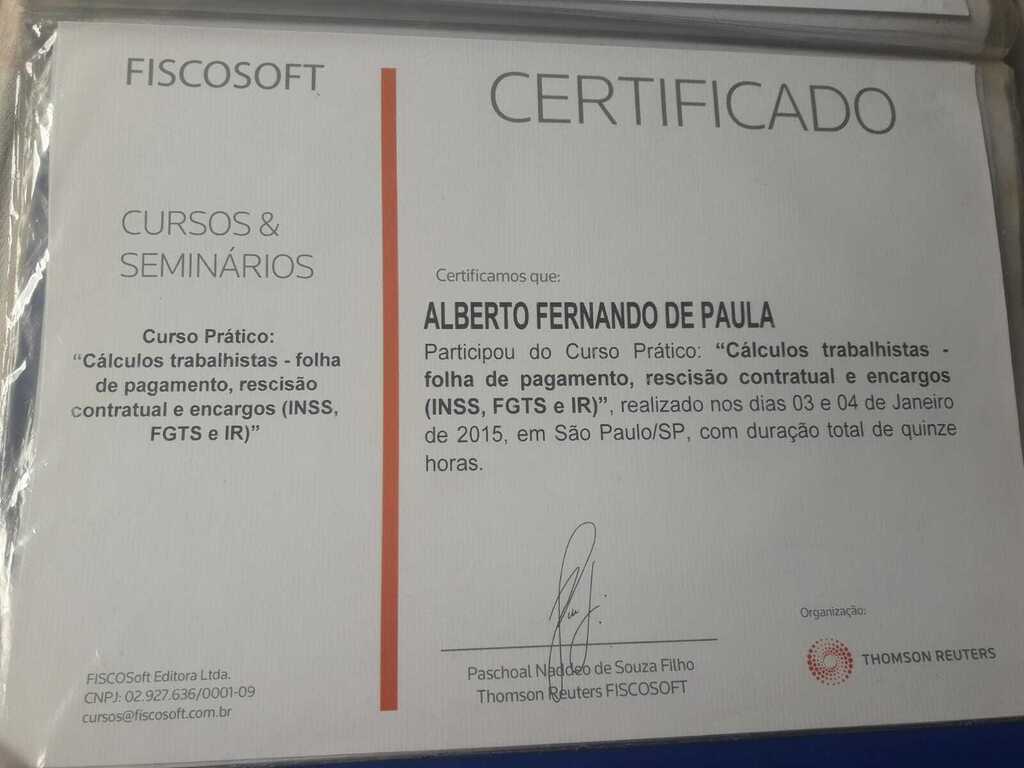 FISCOSOFT
CURSOS &
SEMINÁRIOS
Curso Prático:
“Cálculos trabalhistas - folha
de pagamento, rescisão
contratual e encargos (INSS,
FGTS e IR)”
FISCOSoft Editora Ltda.
CNPJ: 02.927.636/0001-09
cursos@fiscosoft.com.br
CERTIFICADO
Certificamos que:
ALBERTO FERNANDO DE PAULA
Participou do Curso Prático: “Cálculos trabalhistas -
folha de pagamento, rescisão contratual e encargos
(INSS, FGTS e IR)”, realizado nos dias 03 e 04 de Janeiro
de 2015, em São Paulo/SP, com duração total de quinze
horas.
Paschoal Naddeo de Souza Filho
Thomson Reuters FISCOSOFT
Organização:
THOMSON REUTERS